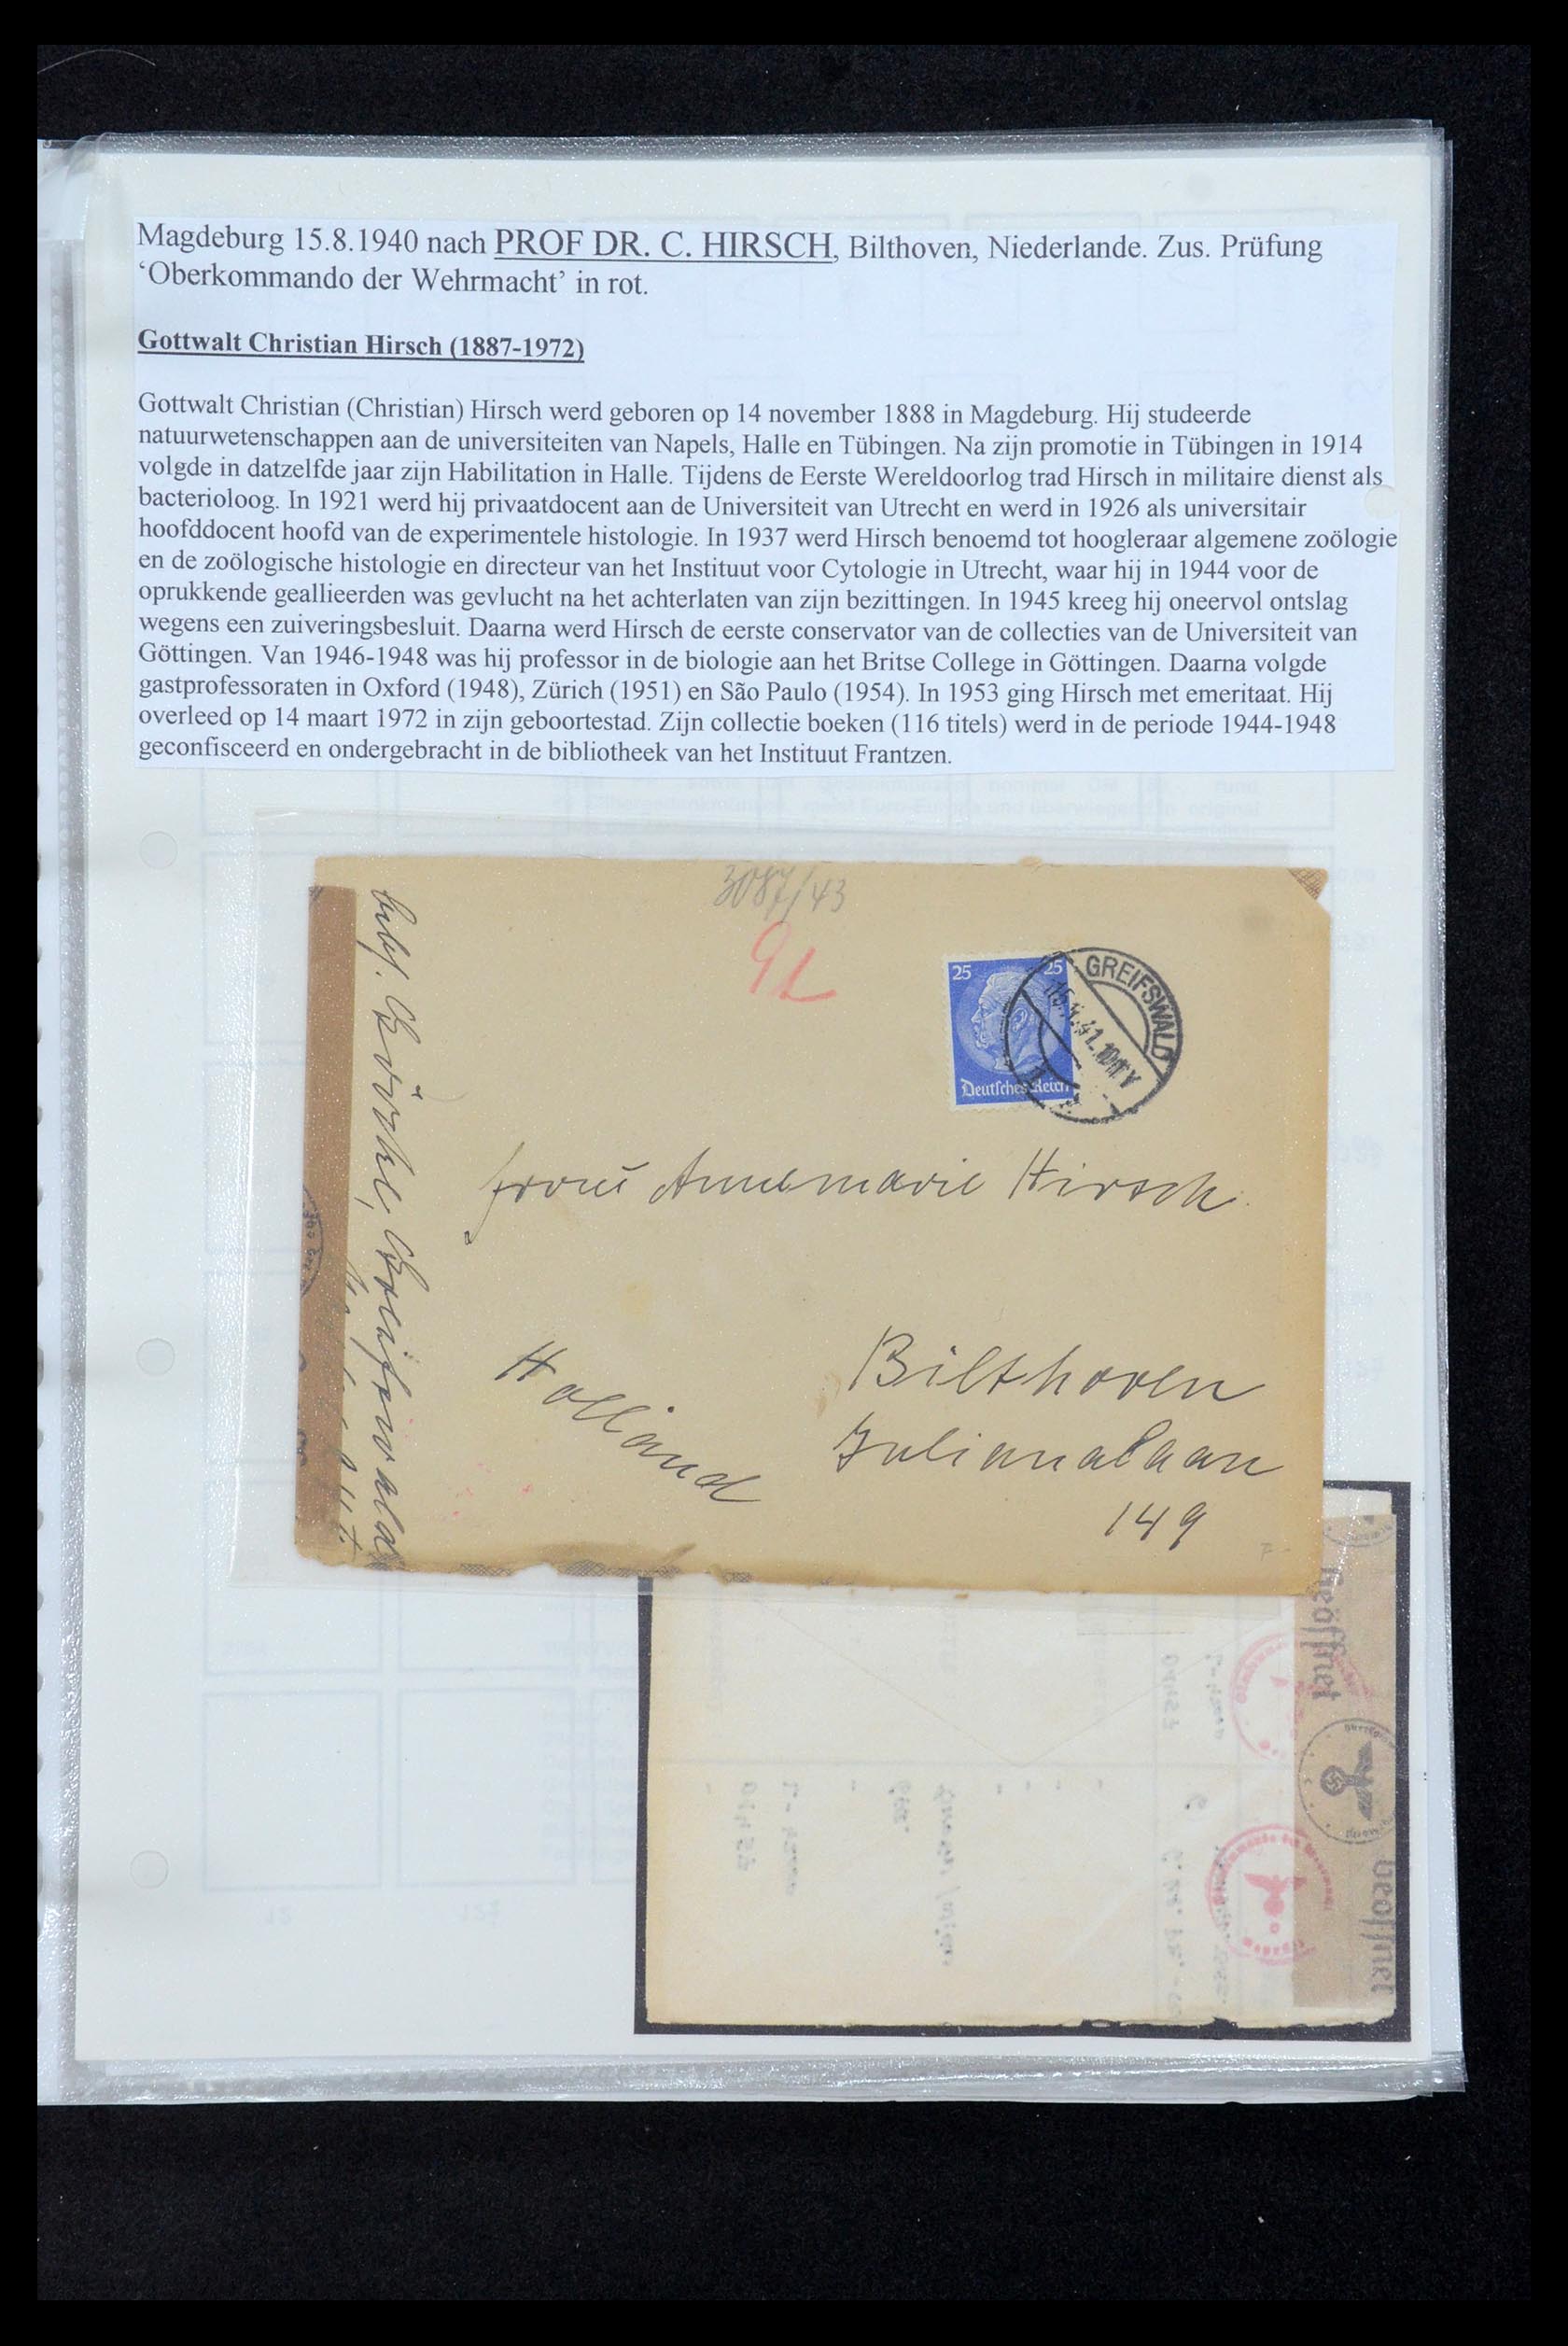 Magdeburg 15.8.1940 nach PROF DR. C. HIRSCH, Bilthoven, Niederlande. Zus. Prüfung
‘Oberkommando der Wehrmacht’ in rot.
Gottwalt Christian Hirsch (1887-1972)
Gottwalt Christian (Christian) Hirsch werd geboren op 14 november 1888 in Magdeburg. Hij studeerde
natuurwetenschappen aan de universiteiten van Napels, Halle en Tübingen. Na zijn promotie in Tübingen in 1914
volgde in datzelfde jaar zijn Habilitation in Halle. Tijdens de Eerste Wereldoorlog trad Hirsch in militaire dienst als
bacterioloog. In 1921 werd hij privaatdocent aan de Universiteit van Utrecht en werd in 1926 als universitair
hoofddocent hoofd van de experimentele histologie. In 1937 werd Hirsch benoemd tot hoogleraar algemene zoölogie
en de zoölogische histologie en directeur van het Instituut voor Cytologie in Utrecht, waar hij in 1944 voor de
oprukkende geallieerden was gevlucht na het achterlaten van zijn bezittingen. In 1945 kreeg hij oneervol ontslag
wegens een zuiveringsbesluit. Daarna werd Hirsch de eerste conservator van de collecties van de Universiteit van
Göttingen. Van 1946-1948 was hij professor in de biologie aan het Britse College in Göttingen. Daarna volgde
gastprofessoraten in Oxford (1948), Zürich (1951) en São Paulo (1954). In 1953 ging Hirsch met emeritaat. Hij
overleed op 14 maart 1972 in zijn geboortestad. Zijn collectie boeken (116 titels) werd in de periode 1944-1948
geconfisceerd en ondergebracht in de bibliotheek van het Instituut Frantzen.
3087/43
25 25
Deutsches Reich
GREIFSWALD
Frau Annemarie Hirsch.
Bilthoven
Holland
Julianalaan
149
Greifswald
Geöffnet
Geöffnet